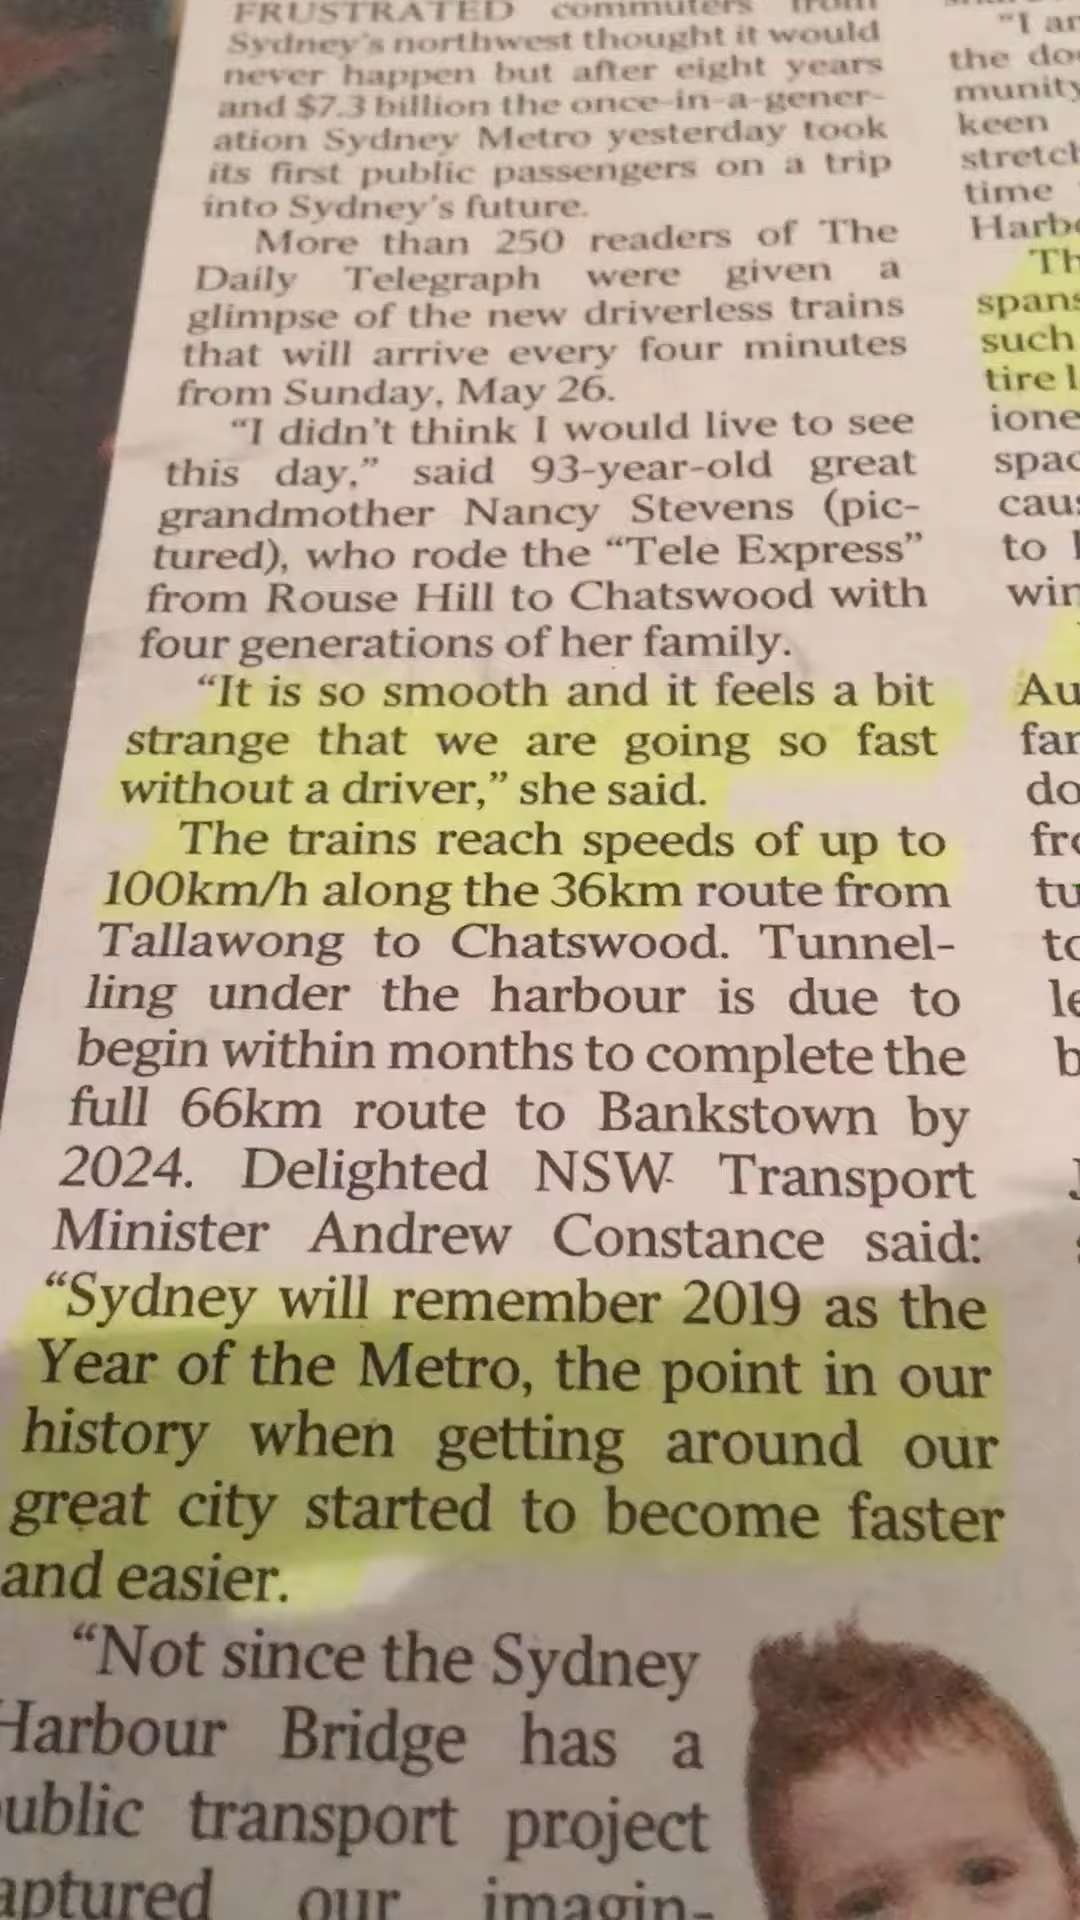 FRUSTRATED commuters from
Sydney's northwest thought it would
never happen but after eight years
and $7.3 billion the once-in-a-gener-
ation Sydney Metro yesterday took
its first public passengers on a trip
into Sydney's future.
More than 250 readers of The
Daily Telegraph were given a
glimpse of the new driverless trains
that will arrive every four minutes
from Sunday, May 26.
"I didn't think I would live to see
this day," said 93-year-old great
grandmother Nancy Stevens (pic-
tured), who rode the "Tele Express"
from Rouse Hill to Chatswood with
four generations of her family.
"It is so smooth and it feels a bit
strange that we are going so fast
without a driver," she said.
The trains reach speeds of up to
100km/h along the 36km route from
Tallawong to Chatswood. Tunnel-
ling under the harbour is due to
begin within months to complete the
full 66km route to Bankstown by
2024. Delighted NSW Transport
Minister Andrew Constance said:
"Sydney will remember 2019 as the
Year of the Metro, the point in our
history when getting around our
great city started to become faster
and easier.
"Not since the Sydney
Harbour Bridge has a
public transport project
captured our imagin-
"I am
the do
munity
keen
stretch
time
Harbo
Th
spans
such
tire l
ione
spac
caus
to
win
Au
far
do
fro
tu
to
le
b